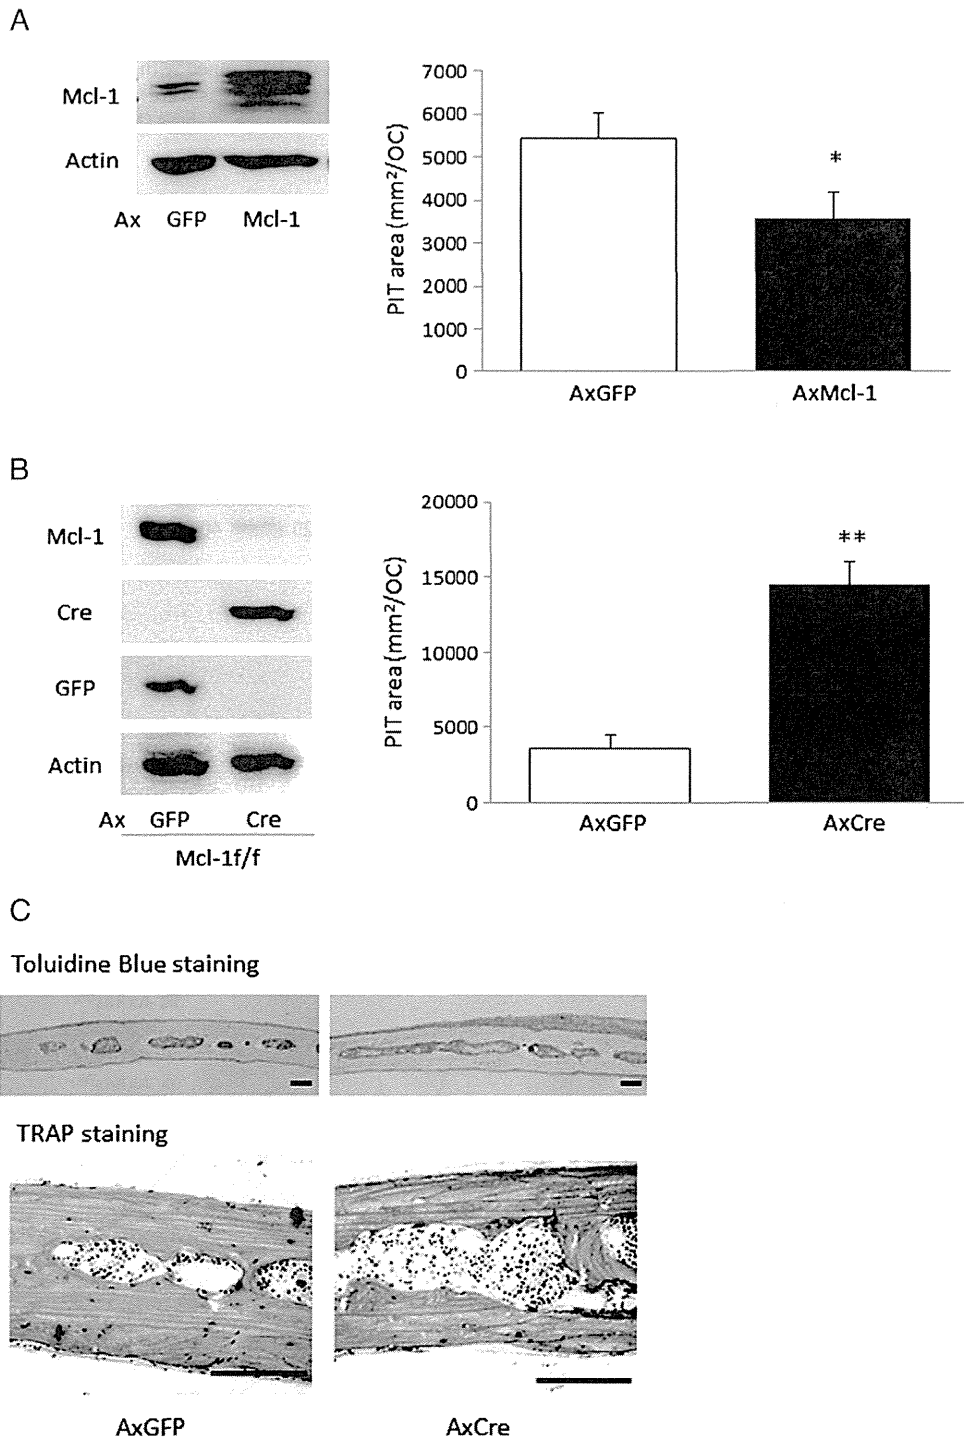 A
Mcl-1
Actin
Ax GFP Mcl-1
PIT area (mm²/OC)
7000
6000
5000
4000
3000
2000
1000
0
*
AxGFP AxMcl-1
B
Mcl-1
Cre
GFP
Actin
Ax GFP Cre
Mcl-1f/f
PIT area (mm²/OC)
20000
15000
10000
5000
0
**
AxGFP AxCre
C
Toluidine Blue staining
TRAP staining
AxGFP AxCre